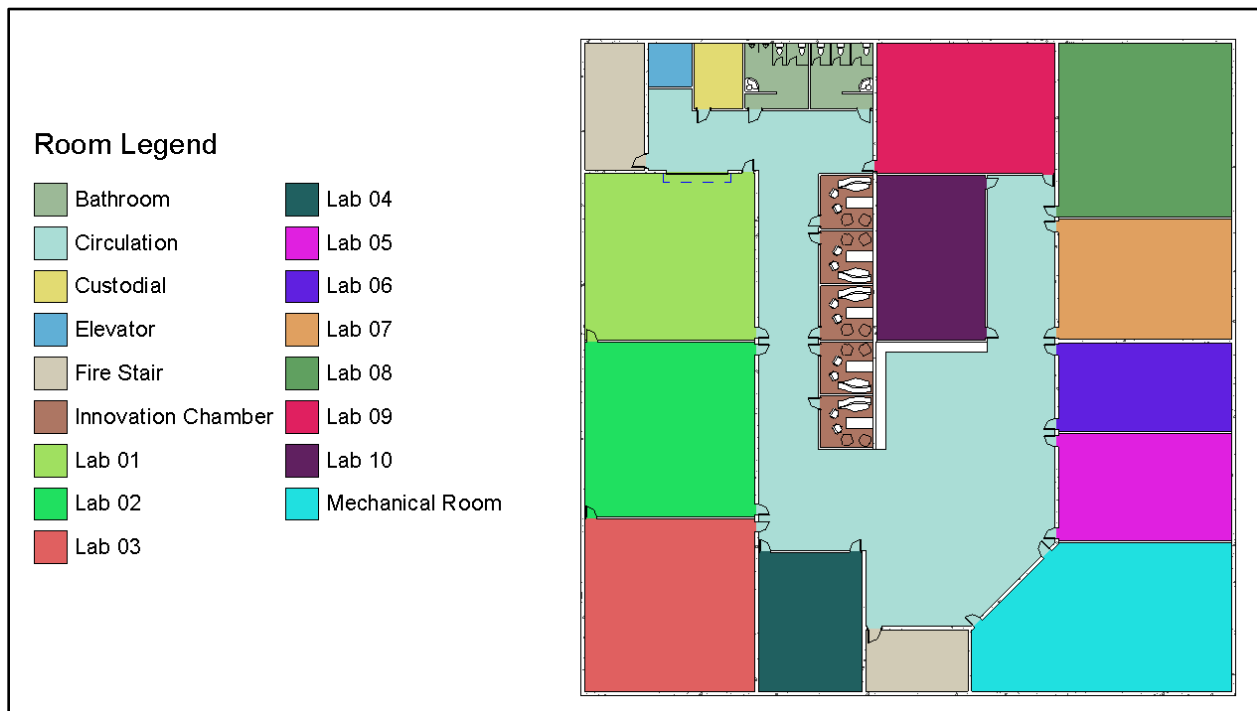 Room Legend
Bathroom
Circulation
Custodial
Elevator
Fire Stair
Innovation Chamber
Lab 01
Lab 02
Lab 03
Lab 04
Lab 05
Lab 06
Lab 07
Lab 08
Lab 09
Lab 10
Mechanical Room